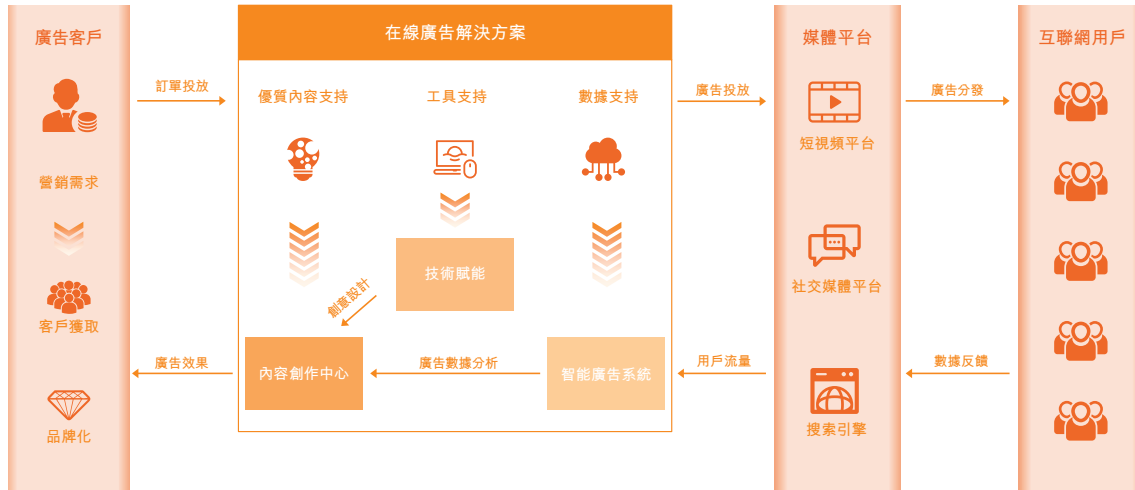 廣告客戶
營銷需求
客戶獲取
品牌化
訂單投放
廣告效果
在線廣告解決方案
優質內容支持
工具支持
數據支持
技術賦能
創意設計
內容創作中心
廣告數據分析
智能廣告系統
廣告投放
用戶流量
媒體平台
短視頻平台
社交媒體平台
搜索引擎
廣告分發
數據反饋
互聯網用戶